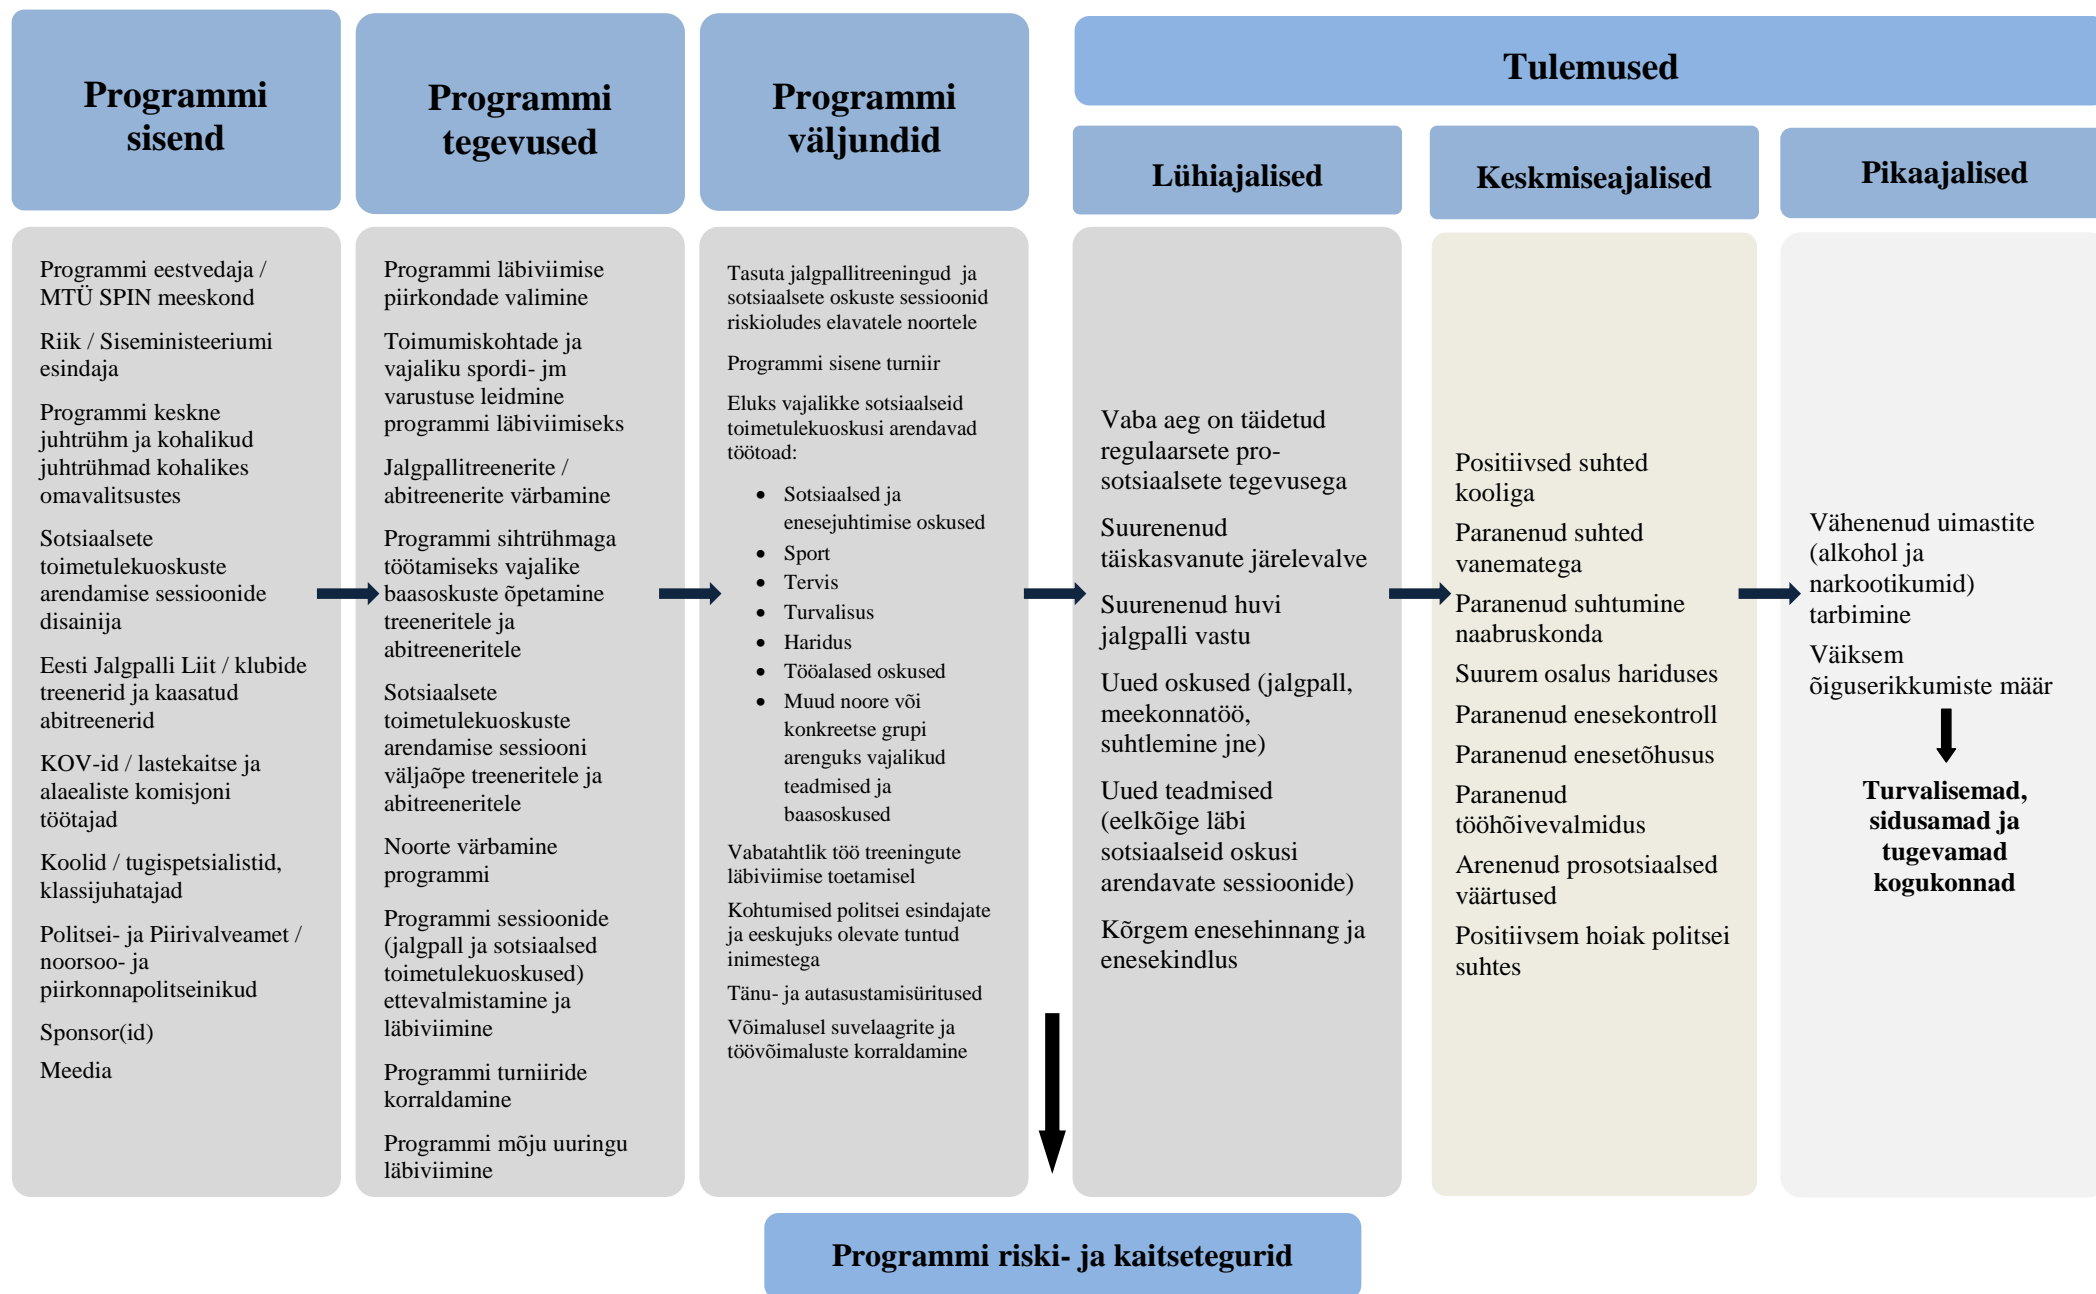 Programmi
sisend
Programmi eestvedaja /
MTÜ SPIN meeskond
Riik / Siseministeeriumi
esindaja
Programmi keskne
juhtrühm ja kohalikud
juhtrühmad kohalikes
omavalitsustes
Sotsiaalsete
toimetulekuoskuste
arendamise sessioonide
disainija
Eesti Jalgpalli Liit / klubide
treenerid ja kaasatud
abitreenerid
KOV-id / lastekaitse ja
alaealiste komisjoni
töötajad
Koolid / tugispetsialistid,
klassijuhatajad
Politsei- ja Piirivalveamet /
noorsoo- ja
piirkonnapolitseinikud
Sponsor(id)
Meedia
Programmi
tegevused
Programmi läbiviimise
piirkondade valimine
Toimumiskohtade ja
vajaliku spordi- jm
varustuse leidmine
programmi läbiviimiseks
Jalgpallitreenerite /
abitreenerite värbamine
Programmi sihtrühmaga
töötamiseks vajalike
baasoskuste õpetamine
treeneritele ja
abitreeneritele
Sotsiaalsete
toimetulekuoskuste
arendamise sessiooni
väljaõpe treeneritele ja
abitreeneritele
Noorte värbamine
programmi
Programmi sessioonide
(jalgpall ja sotsiaalsed
toimetulekuoskused)
ettevalmistamine ja
läbiviimine
Programmi turniiride
korraldamine
Programmi mõju uuringu
läbiviimine
Programmi
väljundid
Tasuta jalgpallitreeningud ja
sotsiaalsete oskuste sessioonid
riskioludes elavatele noortele
Programmi sisene turniir
Eluks vajalikke sotsiaalseid
toimetulekuoskusi arendavad
töötoad:
• Sotsiaalsed ja
enesejuhtimise oskused
• Sport
• Tervis
• Turvalisus
• Haridus
• Tööalased oskused
• Muud noore või
konkreetse grupi
arenguks vajalikud
teadmised ja
baasoskused
Vabatahtlik töö treeningute
läbiviimise toetamisel
Kohtumised politsei esindajate
ja eeskujuks olevate tuntud
inimestega
Tänu- ja autasustamisüritused
Võimalusel suvelaagrite ja
töövõimaluste korraldamine
Tulemused
Lühiajalised
Vaba aeg on täidetud
regulaarsete pro-
sotsiaalsete tegevusega
Suurenenud
täiskasvanute järelevalve
Suurenenud huvi
jalgpalli vastu
Uued oskused (jalgpall,
meekonnatöö,
suhtlemine jne)
Uued teadmised
(eelkõige läbi
sotsiaalseid oskusi
arendavate sessioonide)
Kõrgem enesehinnang ja
enesekindlus
Keskmiseajalised
Positiivsed suhted
kooliga
Paranenud suhted
vanematega
Paranenud suhtumine
naabruskonda
Suurem osalus hariduses
Paranenud enesekontroll
Paranenud enesetõhusus
Paranenud
tööhõivevalmidus
Arenenud prosotsiaalsed
väärtused
Positiivsem hoiak politsei
suhtes
Pikaajalised
Vähenenud uimastite
(alkohol ja
narkootikumid)
tarbimine
Väiksem
õiguserikkumiste määr
Turvalisemad,
sidusamad ja
tugevamad
kogukonnad
Programmi riski- ja kaitsetegurid